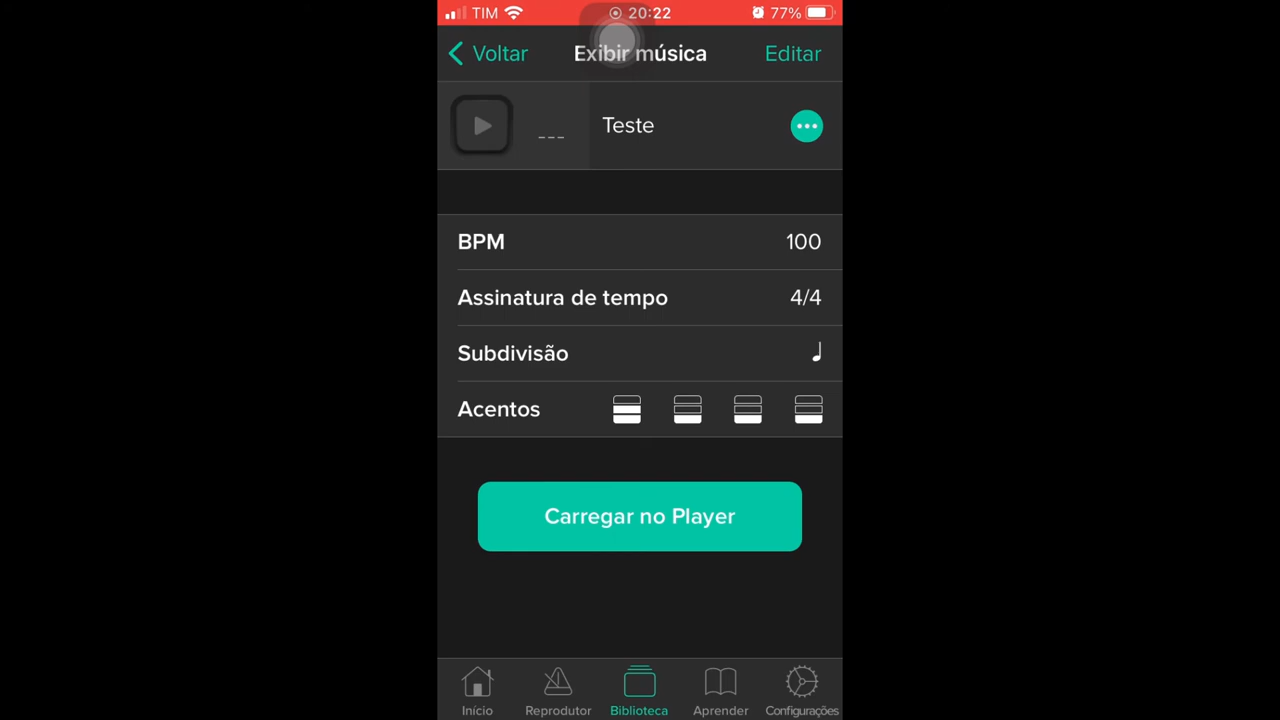 TIM 20:22 77%
Voltar Exibir música Editar
--- Teste
BPM 100
Assinatura de tempo 4/4
Subdivisão
Acentos
Carregar no Player
Início Reprodutor Biblioteca Aprender Configurações